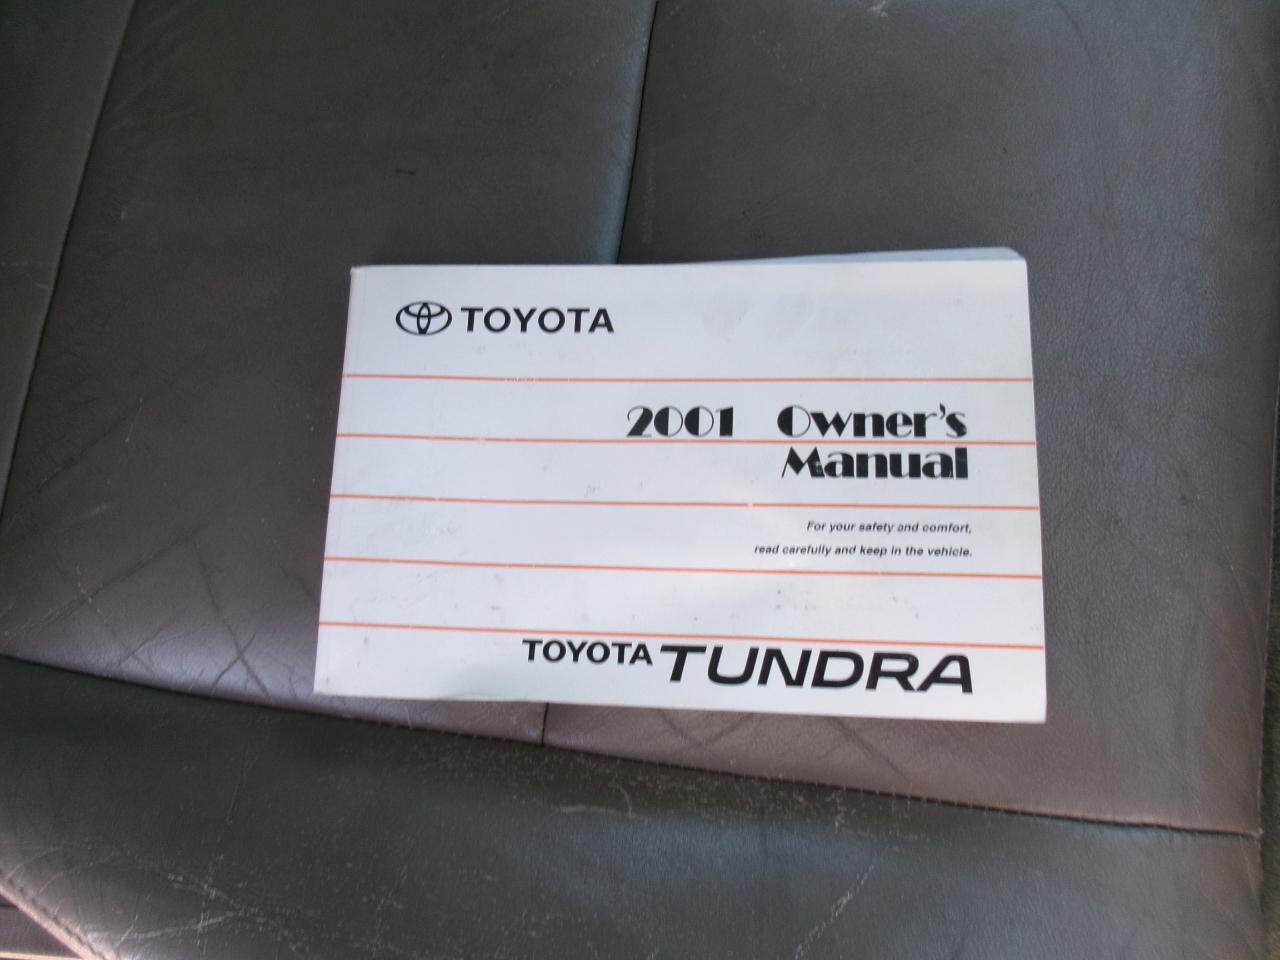 TOYOTA
2001 Owner's
Manual
For your safety and comfort,
read carefully and keep in the vehicle.
TOYOTA TUNDRA